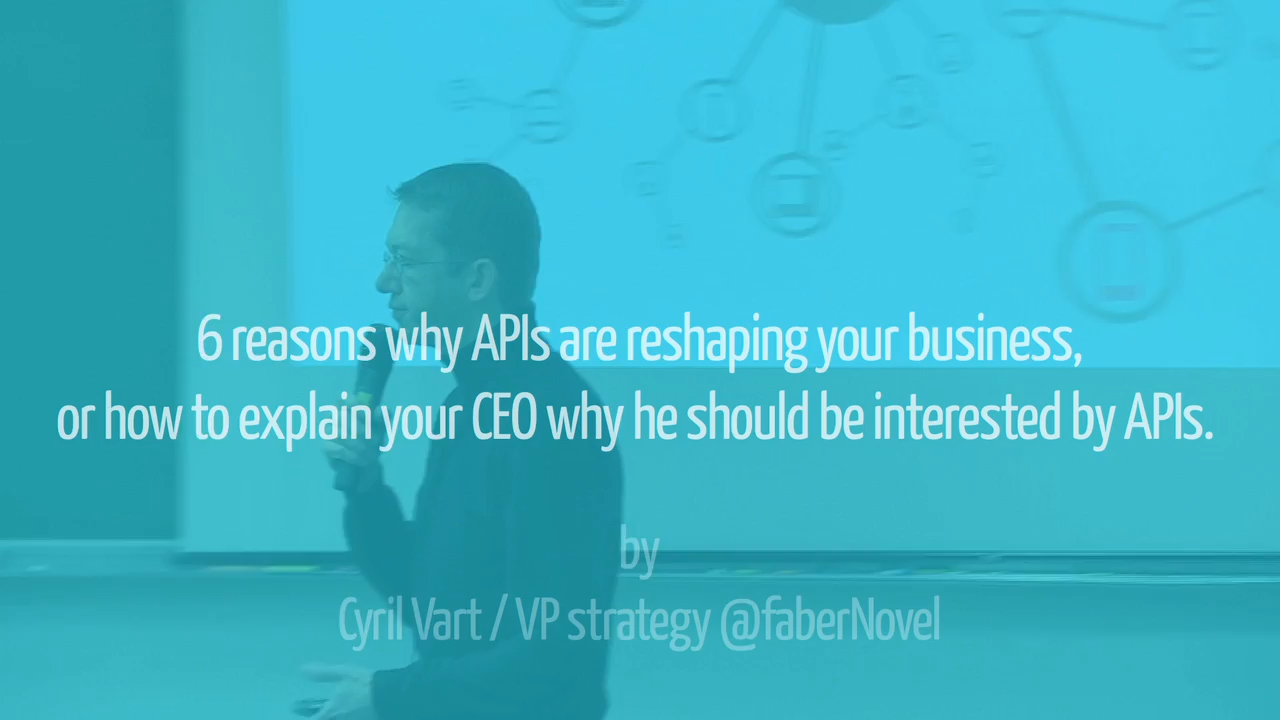 6 reasons why APIs are reshaping your business,
or how to explain your CEO why he should be interested by APIs.
by
Cyril Vart / VP strategy @faberNovel